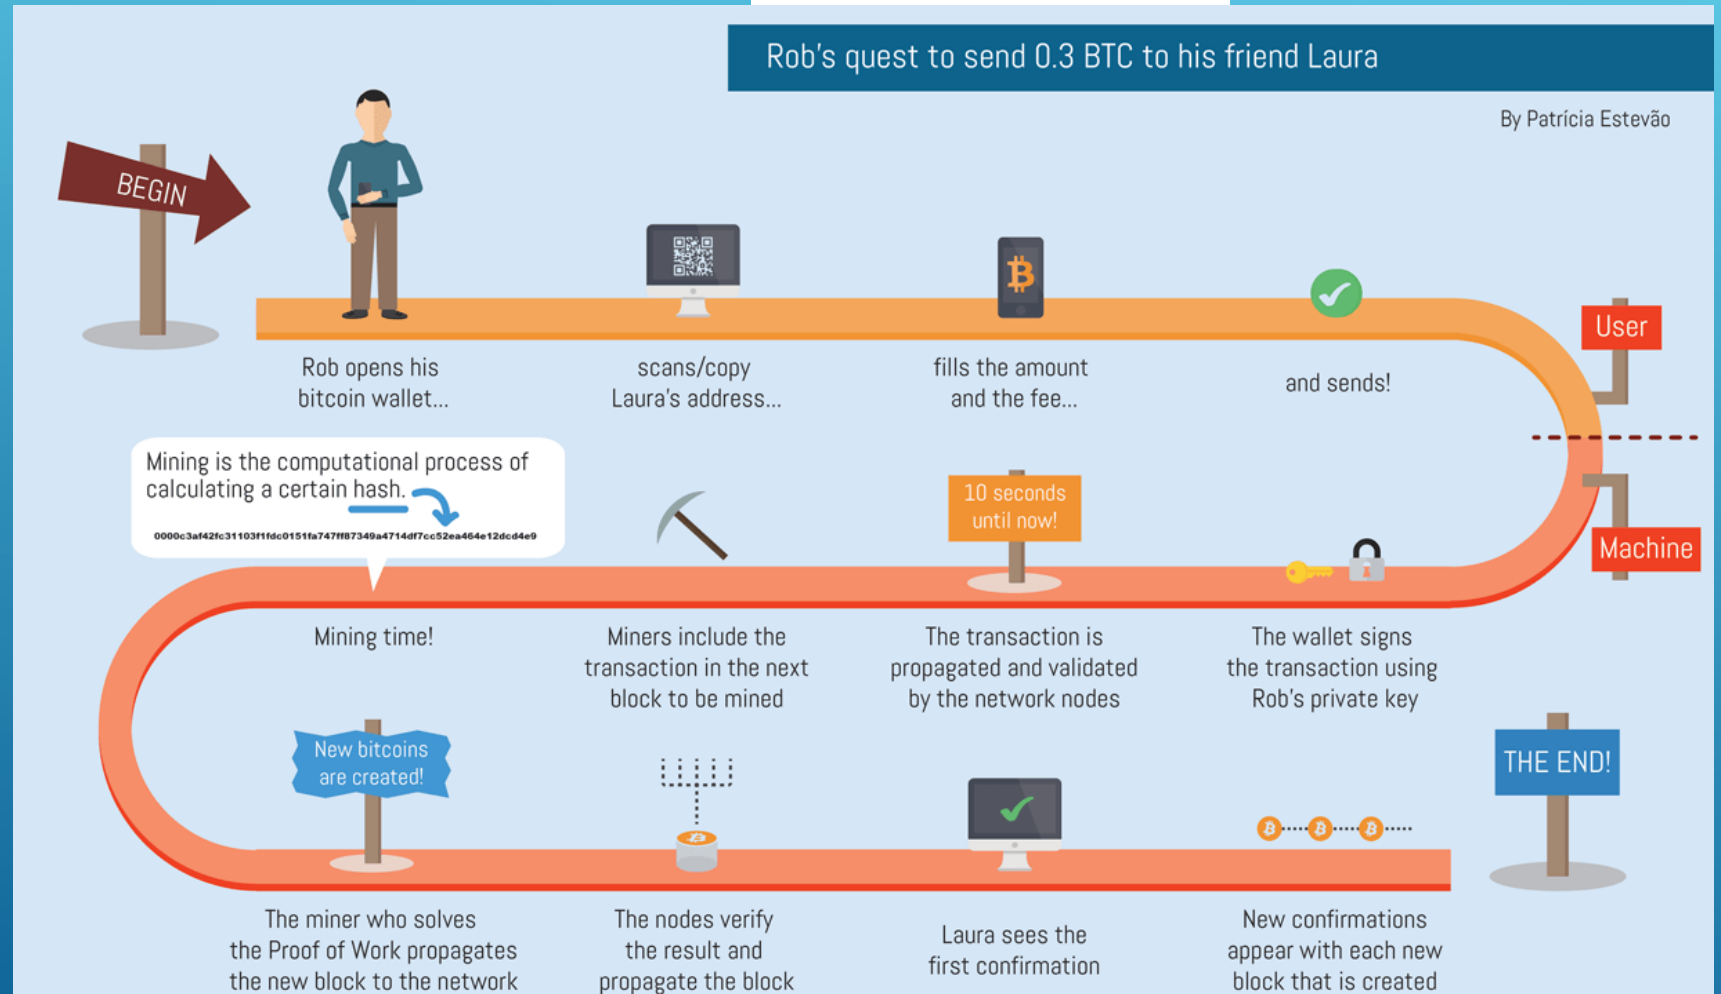 Rob's quest to send 0.3 BTC to his friend Laura
By Patrícia Estevão
BEGIN
Rob opens his
bitcoin wallet...
scans/copy
Laura's address...
fills the amount
and the fee...
and sends!
User
Machine
The wallet signs
the transaction using
Rob's private key
10 seconds
until now!
The transaction is
propagated and validated
by the network nodes
Miners include the
transaction in the next
block to be mined
Mining is the computational process of
calculating a certain hash.
0000c3af42fc31103f1fdc0151fa747ff87349a4714df7cc52ea464e12dcd4e9
Mining time!
New bitcoins
are created!
The miner who solves
the Proof of Work propagates
the new block to the network
The nodes verify
the result and
propagate the block
Laura sees the
first confirmation
New confirmations
appear with each new
block that is created
THE END!